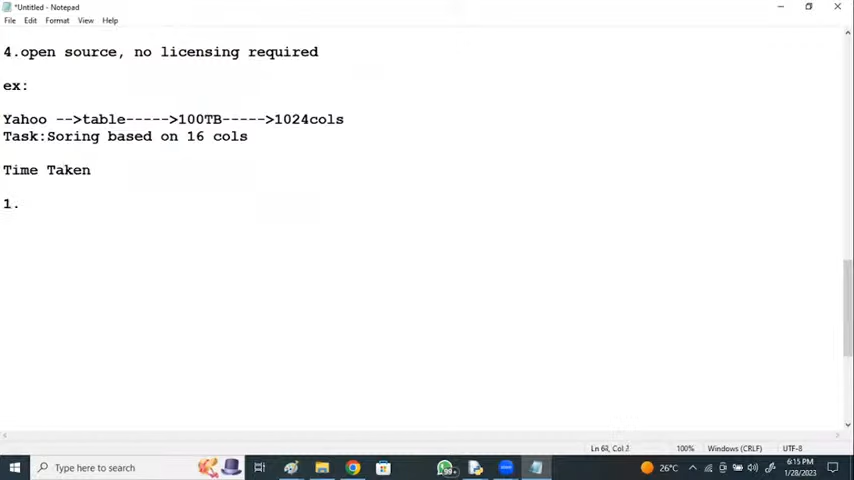 *Untitled - Notepad
File Edit Format View Help
4.open source, no licensing required
ex:
Yahoo -->table----->100TB----->1024cols
Task:Soring based on 16 cols
Time Taken
1.
100% Windows (CRLF) UTF-8
Type here to search
99+
26°C
6:15 PM
1/28/2023